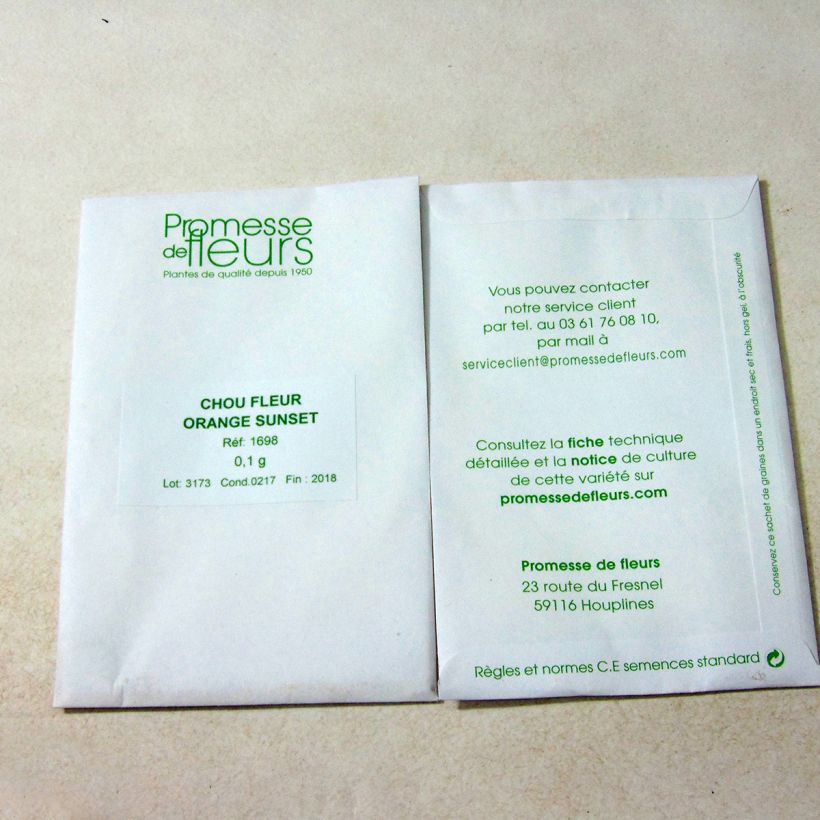 Promesse
de fleurs
Plantes de qualité depuis 1950
CHOU FLEUR
ORANGE SUNSET
Réf: 1698
0,1 g
Lot: 3173 Cond.0217 Fin : 2018
Vous pouvez contacter
notre service client
par tel. au 03 61 76 08 10,
par mail à
serviceclient@promessedefleurs.com
Consultez la fiche technique
détaillée et la notice de culture
de cette variété sur
promessedefleurs.com
Promesse de fleurs
23 route du Fresnel
59116 Houplines
Règles et normes C.E semences standard
Conservez ce sachet de graines dans un endroit sec et frais, hors gel, à l'obscurité